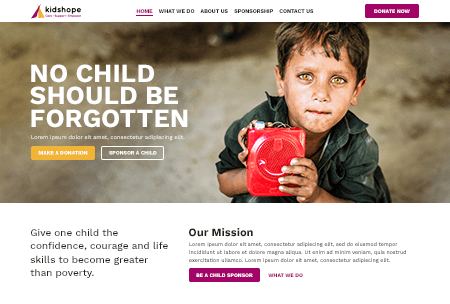 kidshope
Care • Support • Empower
HOME WHAT WE DO ABOUT US SPONSORSHIP CONTACT US
DONATE NOW
NO CHILD
SHOULD BE
FORGOTTEN
Lorem ipsum dolor sit amet, consectetur adipiscing elit.
MAKE A DONATION
SPONSOR A CHILD
Give one child the
confidence, courage and life
skills to become greater
than poverty.
Our Mission
Lorem ipsum dolor sit amet, consectetur adipiscing elit, sed do eiusmod tempor
incididunt ut labore et dolore magna aliqua. Ut enim ad minim veniam, quis nostrud
exercitation ullamco. Lorem ipsum dolor sit amet, consectetur adipiscing elit.
BE A CHILD SPONSOR
WHAT WE DO